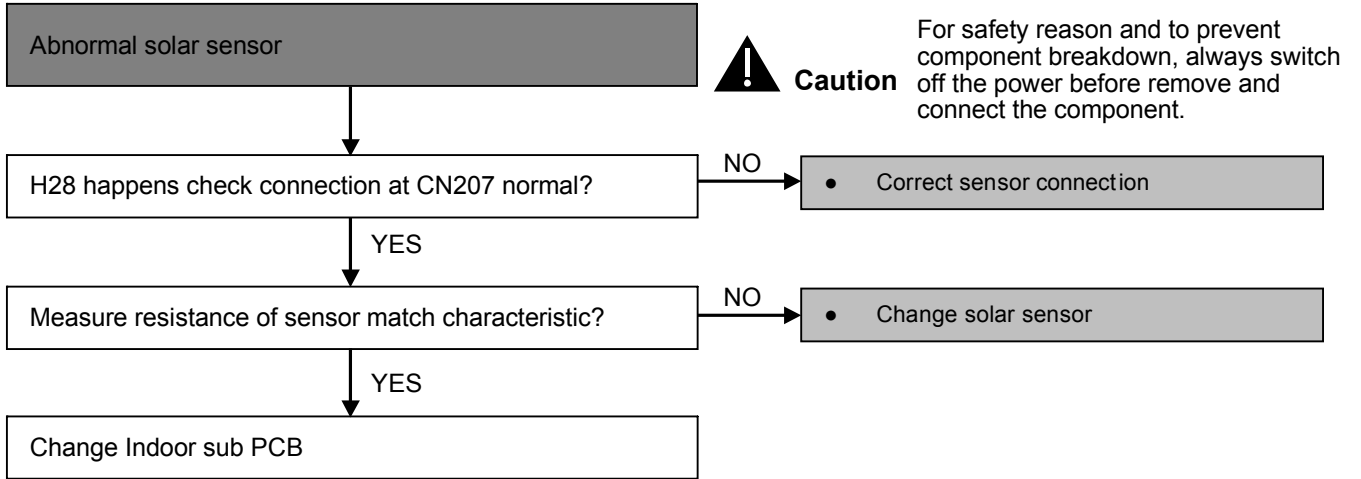 Abnormal solar sensor
Caution
For safety reason and to prevent
component breakdown, always switch
off the power before remove and
connect the component.
H28 happens check connection at CN207 normal?
NO
● Correct sensor connection
YES
Measure resistance of sensor match characteristic?
NO
● Change solar sensor
YES
Change Indoor sub PCB